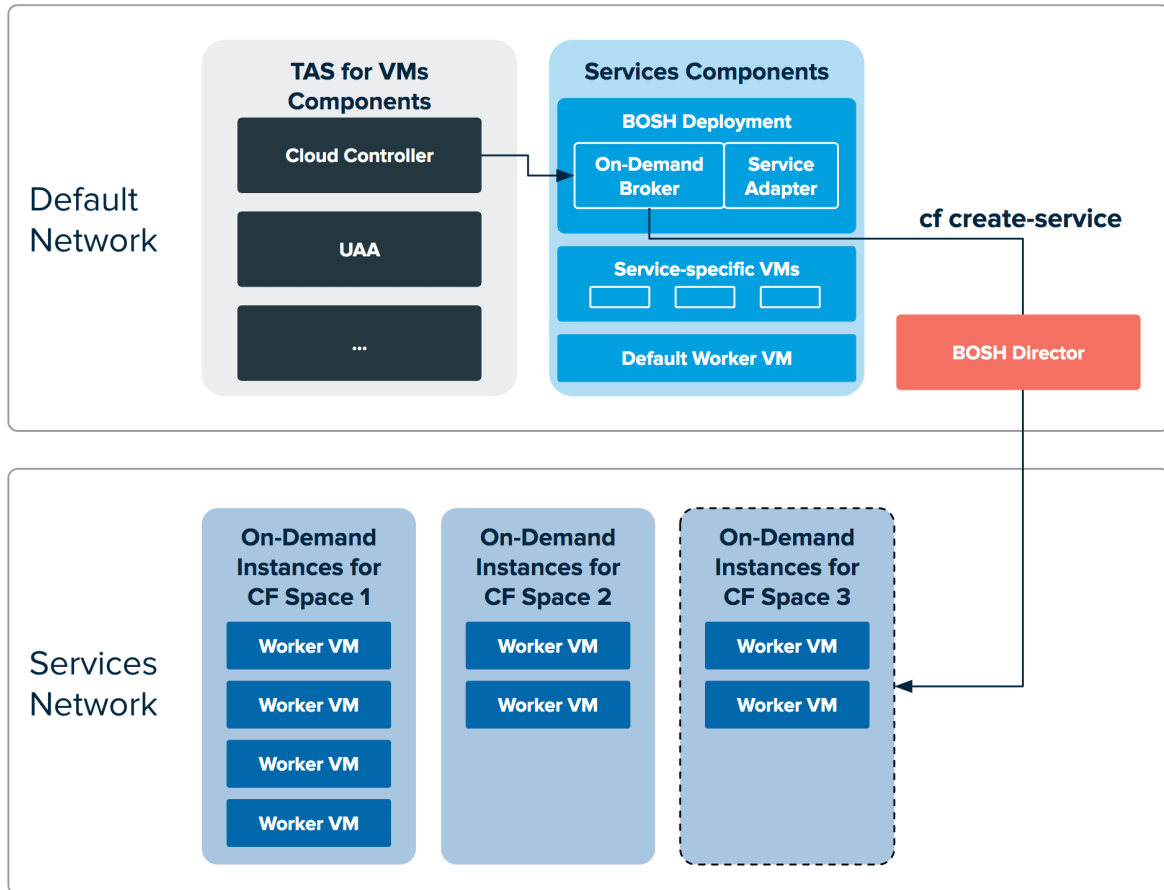 Default
Network
TAS for VMs
Components
Cloud Controller
UAA
...
Services Components
BOSH Deployment
On-Demand
Broker
Service
Adapter
Service-specific VMs
Default Worker VM
cf create-service
BOSH Director
Services
Network
On-Demand
Instances for
CF Space 1
Worker VM
Worker VM
Worker VM
Worker VM
On-Demand
Instances for
CF Space 2
Worker VM
Worker VM
On-Demand
Instances for
CF Space 3
Worker VM
Worker VM